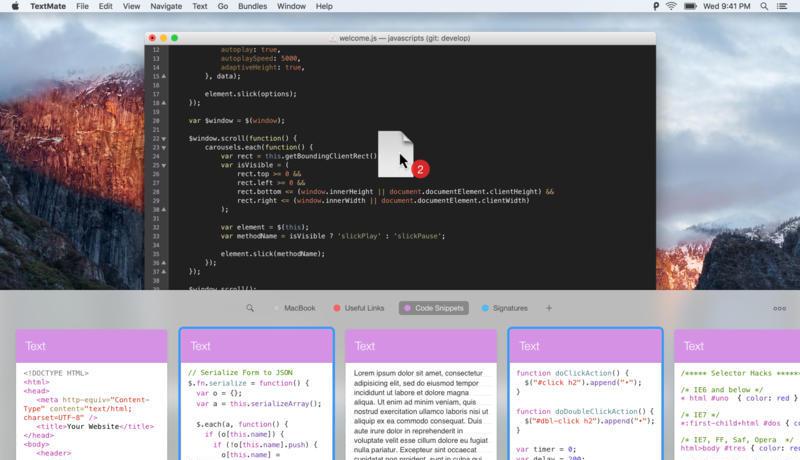 TextMate File Edit View Navigate Text Go Bundles Window Help Wed 9:41 PM
welcome.js — javascripts (git: develop)
12 autoplay: true,
13 autoplaySpeed: 5000,
14 adaptiveHeight: true,
15 }, data);
16
17 element.slick(options);
18 });
19
20 var $window = $(window);
21
22 $window.scroll(function() {
23 carousels.each(function() {
24 var rect = this.getBoundingClientRect()
25 var isVisible = (
26 rect.top >= 0 &&
27 rect.left >= 0 &&
28 rect.bottom <= (window.innerHeight || document.documentElement.clientHeight) &&
29 rect.right <= (window.innerWidth || document.documentElement.clientWidth)
30 );
31
32 var element = $(this);
33 var methodName = isVisible ? 'slickPlay' : 'slickPause';
34
35 element.slick(methodName);
36 });
37 });
38
$window.scroll()
2
MacBook Useful Links Code Snippets Signatures +
Text
<!DOCTYPE HTML>
<html>
<head>
<meta http-equiv="Content-
Type" content="text/html;
charset=UTF-8" />
<title>Your Website</title>
</head>
<body>
<header>
Text
// Serialize Form to JSON
$.fn.serialize = function() {
var o = {};
var a = this.serializeArray();
$.each(a, function() {
if (o[this.name]) {
if (!o[this.name].push) {
o[this.name] =
Text
Lorem ipsum dolor sit amet, consectetur
adipisicing elit, sed do eiusmod tempor
incididunt ut labore et dolore magna
aliqua. Ut enim ad minim veniam, quis
nostrud exercitation ullamco laboris nisi ut
aliquip ex ea commodo consequat. Duis
aute irure dolor in reprehenderit in
voluptate velit esse cillum dolore eu fugiat
nulla pariatur. Excepteur sint occaecat
cupidatat non proident, sunt in culpa qui
Text
function doClickAction() {
$("#click h2").append("•");
}
function doDoubleClickAction() {
$("#dbl-click h2").append("•");
}
var timer = 0;
var delay = 200;
Text
/***** Selector Hacks ******/
/* IE6 and below */
* html #uno { color: red }
/* IE7 */
*:first-child+html #dos {
/* IE7, FF, Saf, Opera */
html>body #tres { color: red